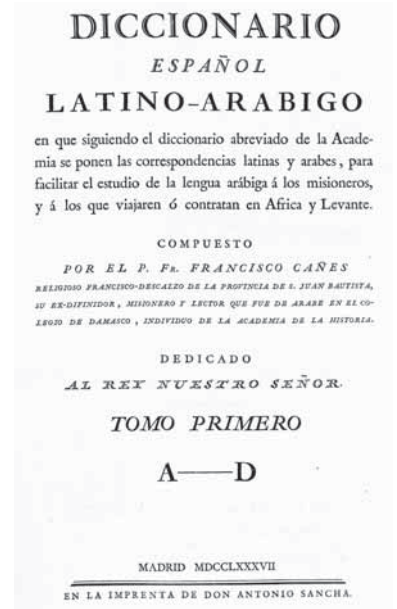 DICCIONARIO
ESPAÑOL
LATINO-ARABIGO
en que siguiendo el diccionario abreviado de la Acade-
mia se ponen las correspondencias latinas y arabes, para
facilitar el estudio de la lengua arábiga á los misioneros,
y á los que viajaren ó contratan en Africa y Levante.
COMPUESTO
POR EL P. FR. FRANCISCO CAÑES
RELIGIOSO FRANCISCO-DESCALZO DE LA PROVINCIA DE S. JUAN BAUTISTA,
SU EX-DIFINIDOR, MISIONERO Y LECTOR QUE FUE DE ARABE EN EL CO-
LEGIO DE DAMASCO, INDIVIDUO DE LA ACADEMIA DE LA HISTORIA.
DEDICADO
AL REY NUESTRO SEÑOR.
TOMO PRIMERO
A——D
MADRID MDCCLXXXVII
EN LA IMPRENTA DE DON ANTONIO SANCHA.